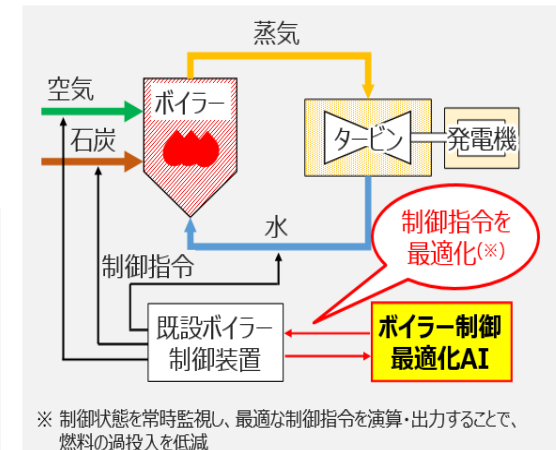 蒸気
空気
ボイラー
石炭
タービン
発電機
水
制御指令を
最適化(※)
制御指令
既設ボイラー
制御装置
ボイラー制御
最適化AI
※ 制御状態を常時監視し、最適な制御指令を演算・出力することで、
燃料の過投入を低減